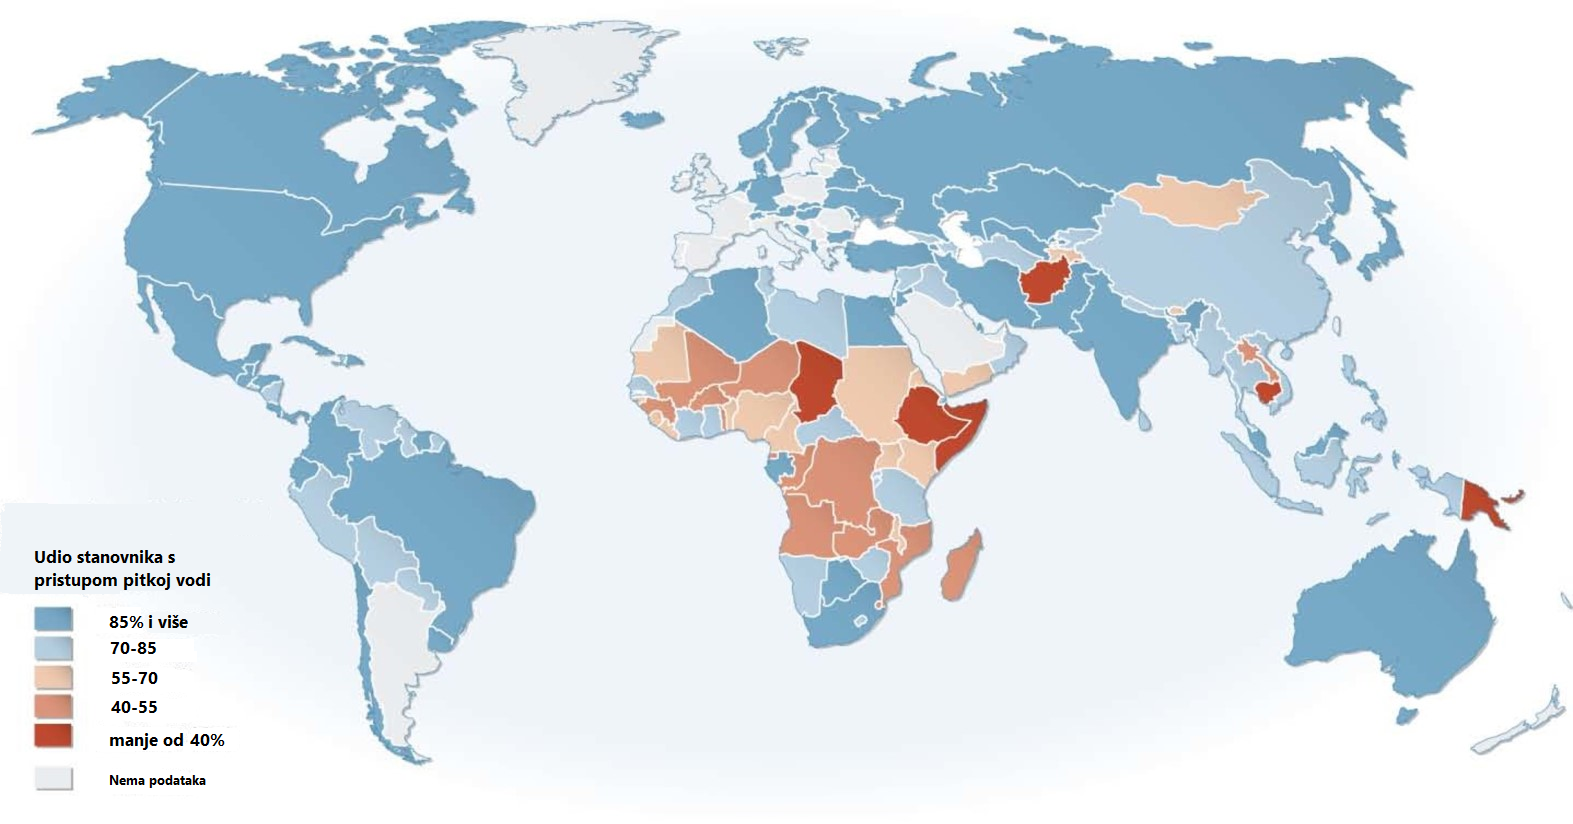 Udio stanovnika s
pristupom pitkoj vodi
85% i više
70-85
55-70
40-55
manje od 40%
Nema podataka